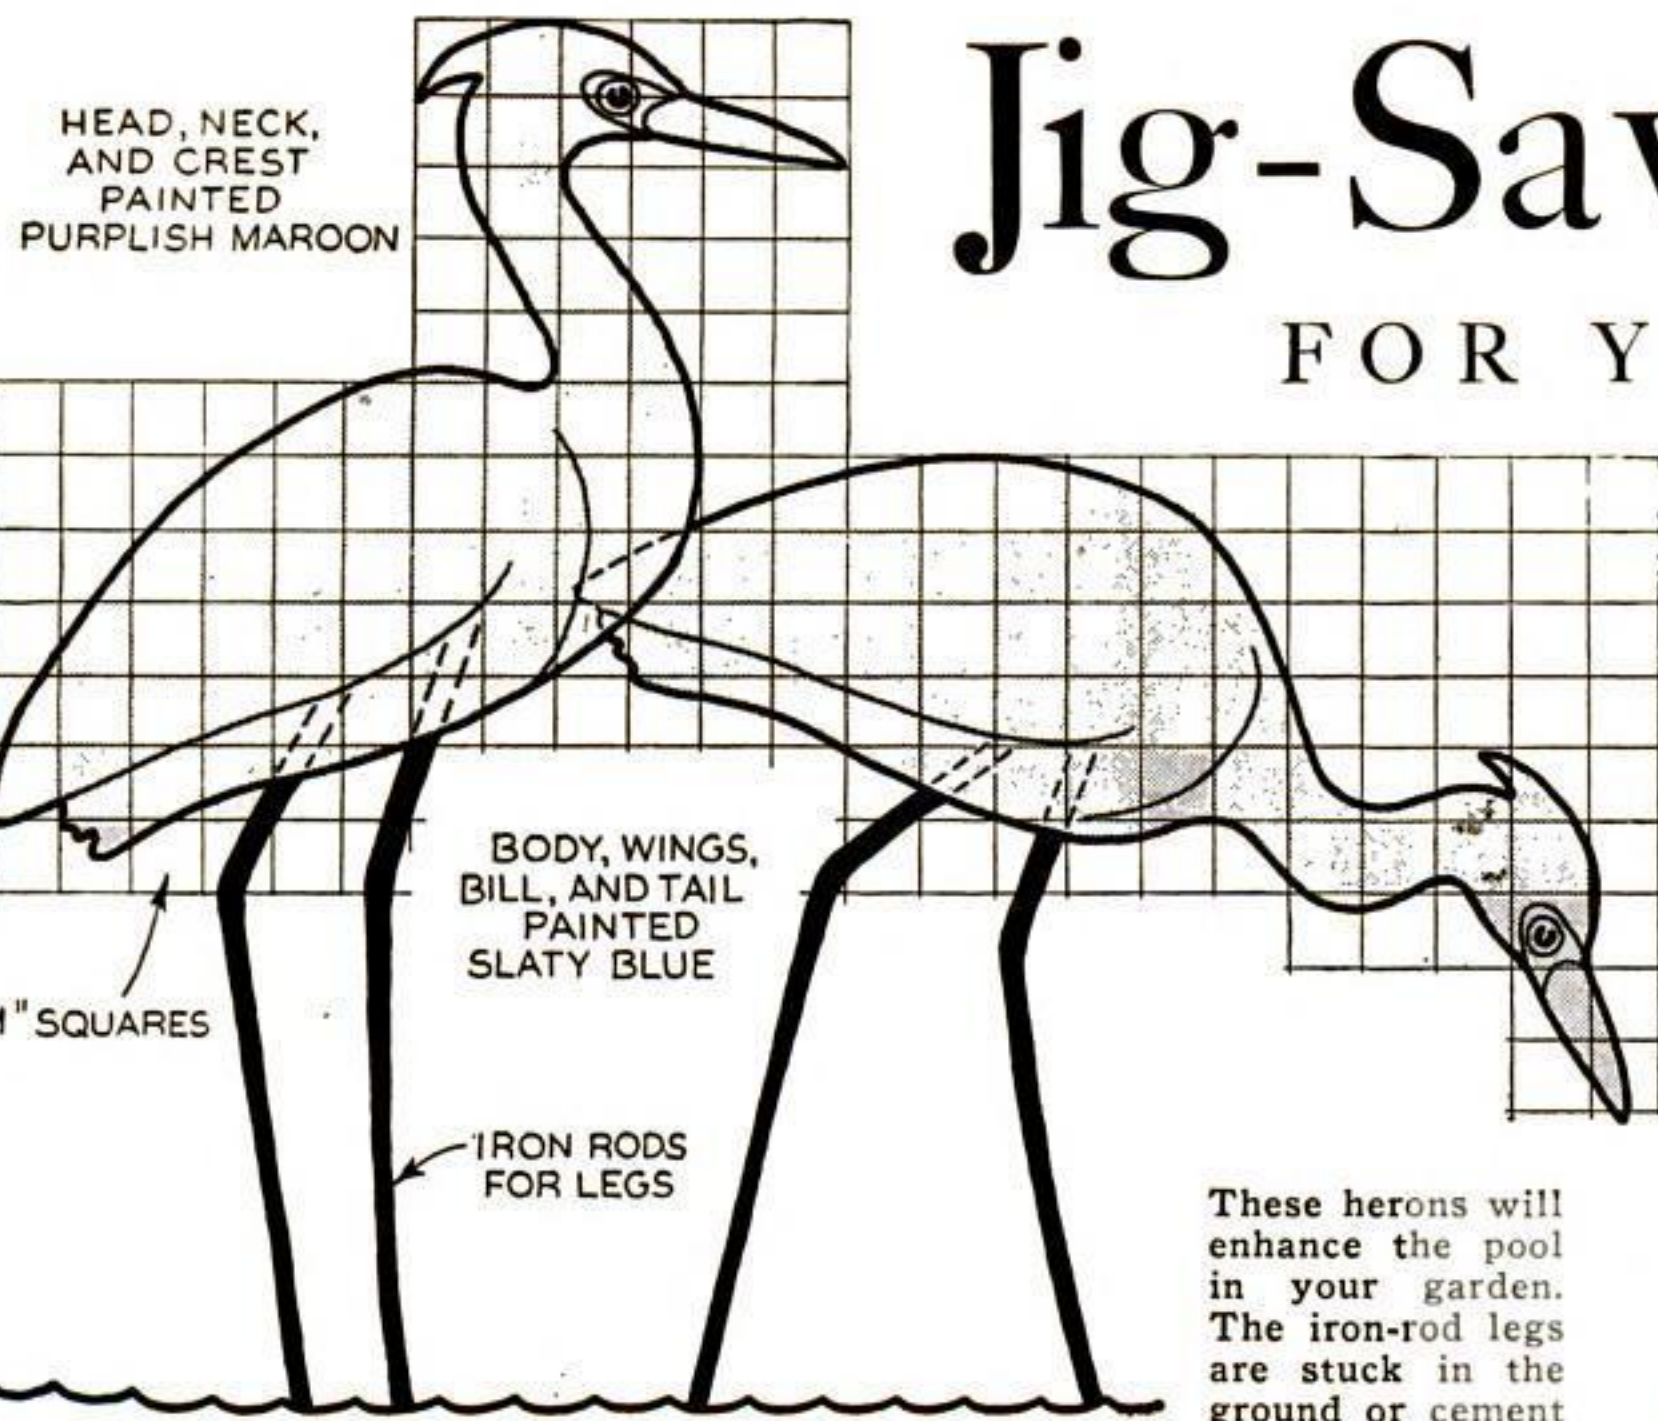 Jig-Sav
FOR Y
HEAD, NECK,
AND CREST
PAINTED
PURPLISH MAROON
BODY, WINGS,
BILL, AND TAIL
PAINTED
SLATY BLUE
1" SQUARES
IRON RODS
FOR LEGS
These herons will
enhance the pool
in your garden.
The iron-rod legs
are stuck in the
ground or cement